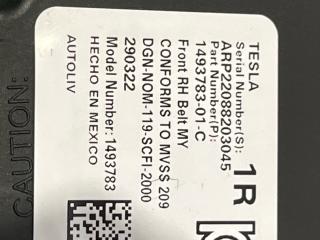 TESLA
Serial Number(S):
ARP22088203945
Part Number(P):
1493783-01-C
1R
Front RH Belt MY
CONFORMS TO MVSS 209
DGN-NOM-119-SCFI-2000
290322
Model Number: 1493783
HECHO EN MEXICO
AUTOLIV
CAUTION: